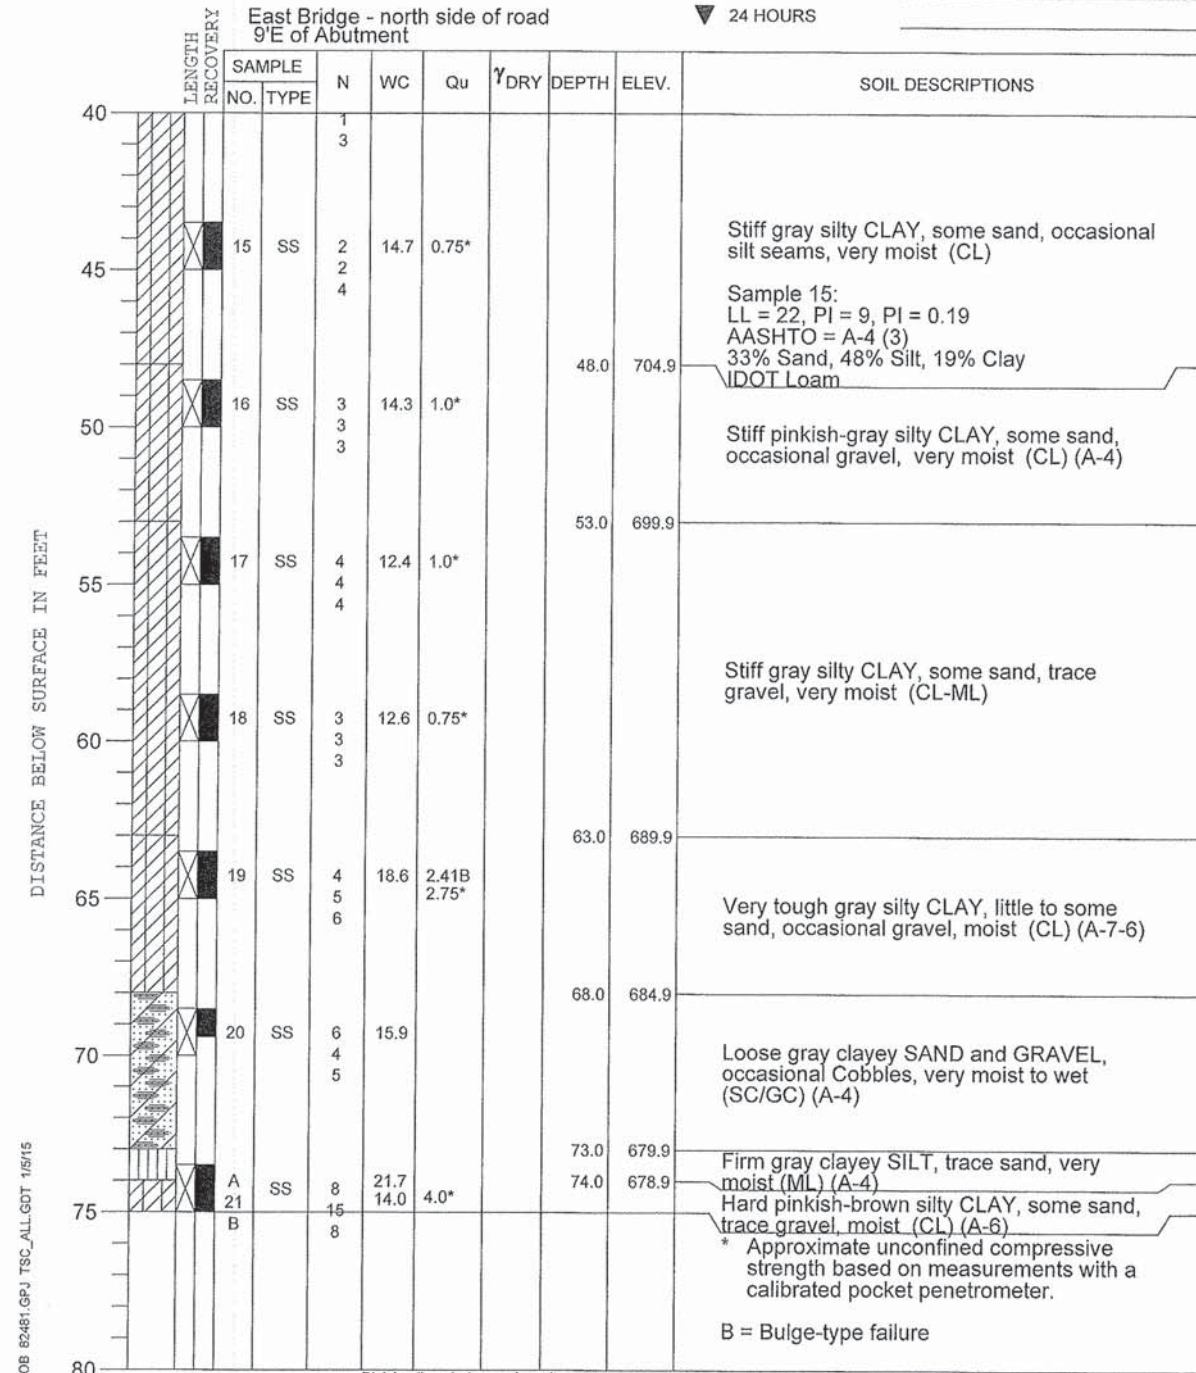 East Bridge - north side of road
9'E of Abutment
▼ 24 HOURS
LENGTH
RECOVERY
SAMPLE
NO. TYPE
N
WC
Qu
γDRY
DEPTH
ELEV.
SOIL DESCRIPTIONS
DISTANCE BELOW SURFACE IN FEET
40
1
3
15 SS 2 14.7 0.75*
45
2
4
Stiff gray silty CLAY, some sand, occasional
silt seams, very moist (CL)
Sample 15:
LL = 22, PI = 9, PI = 0.19
AASHTO = A-4 (3)
33% Sand, 48% Silt, 19% Clay
48.0 704.9
IDOT Loam
16 SS 3 14.3 1.0*
50
3
3
Stiff pinkish-gray silty CLAY, some sand,
occasional gravel, very moist (CL) (A-4)
53.0 699.9
17 SS 4 12.4 1.0*
55
4
4
Stiff gray silty CLAY, some sand, trace
gravel, very moist (CL-ML)
18 SS 3 12.6 0.75*
60
3
3
63.0 689.9
19 SS 4 18.6 2.41B
65
5 2.75*
6
Very tough gray silty CLAY, little to some
sand, occasional gravel, moist (CL) (A-7-6)
68.0 684.9
20 SS 6 15.9
70
4
5
Loose gray clayey SAND and GRAVEL,
occasional Cobbles, very moist to wet
(SC/GC) (A-4)
73.0 679.9
Firm gray clayey SILT, trace sand, very
moist (ML) (A-4)
74.0 678.9
A 21.7
21 SS 8 14.0 4.0*
75
15
B 8
Hard pinkish-brown silty CLAY, some sand,
trace gravel, moist (CL) (A-6)
* Approximate unconfined compressive
strength based on measurements with a
calibrated pocket penetrometer.
B = Bulge-type failure
80
OB 82481.GPJ TSC_ALL.GDT 1/5/15